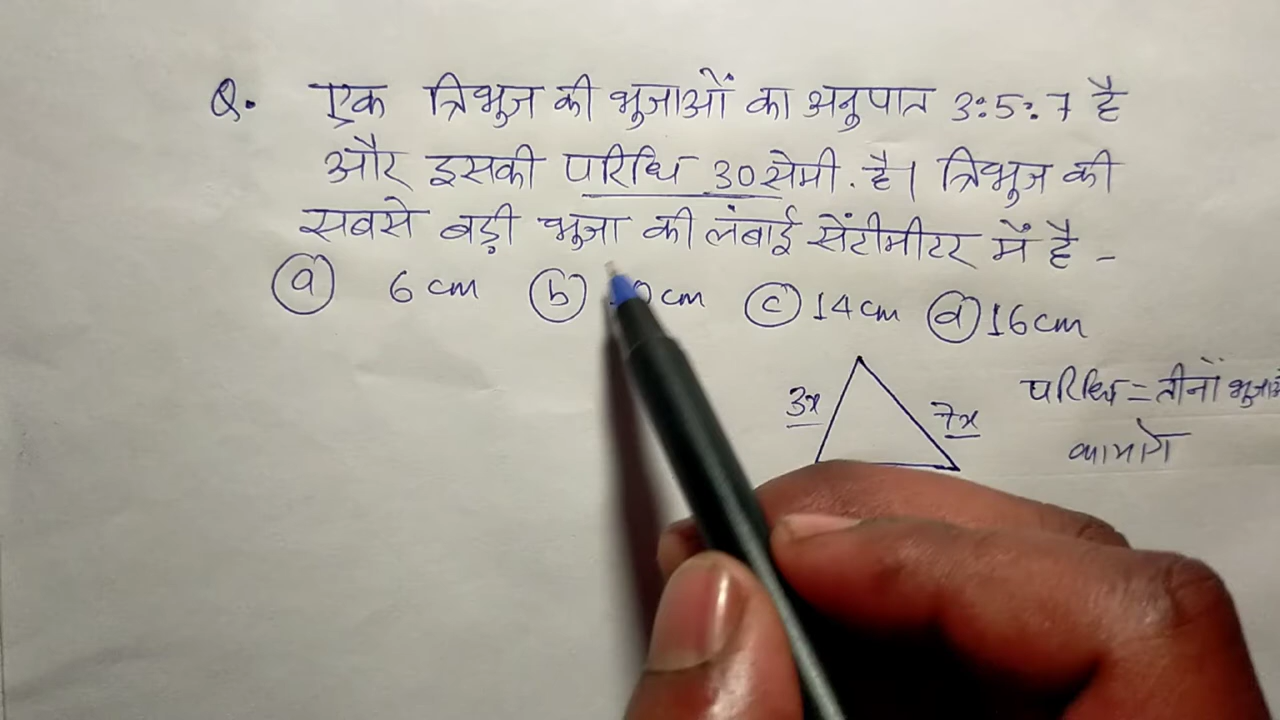 Q. एक त्रिभुज की भुजाओं का अनुपात 3:5:7 है
और इसकी परिधि 30 सेमी. है। त्रिभुज की
सबसे बड़ी भुजा की लंबाई सेंटीमीटर में है -
(a) 6 cm (b) 0 cm (c) 14 cm (d) 16 cm
3x 7x
परिधि = तीनों
का